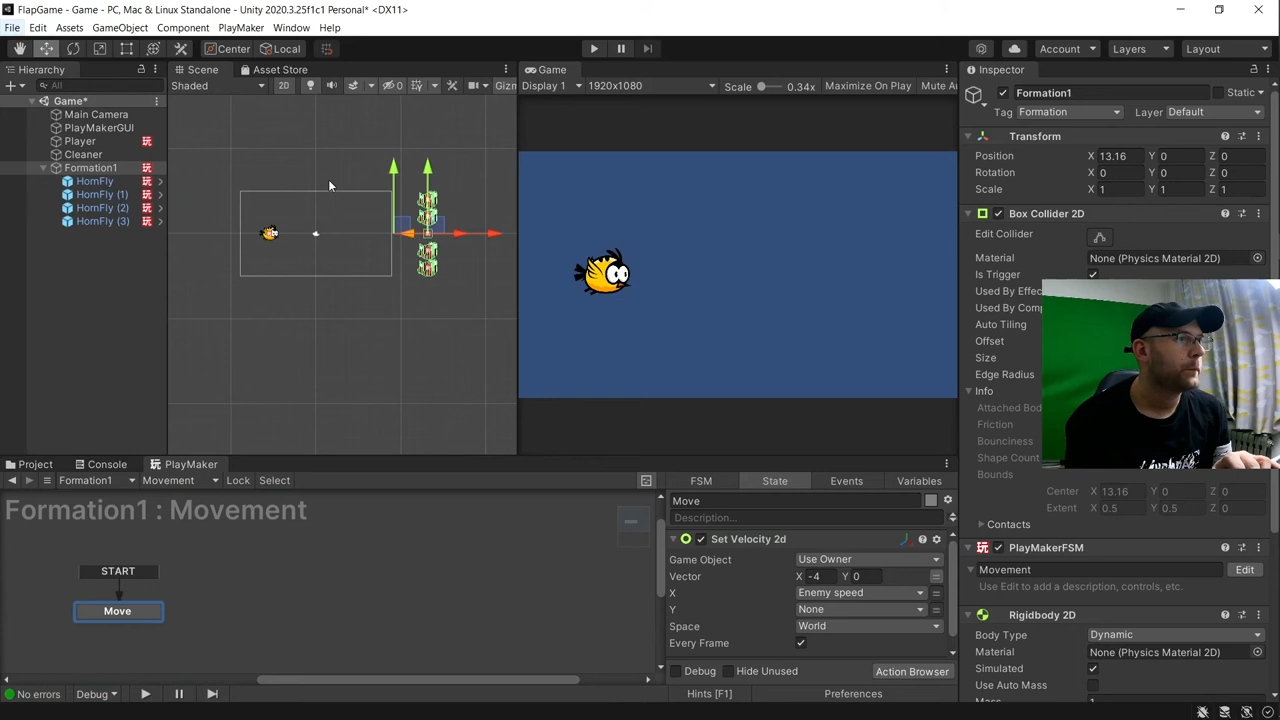 FlapGame - Game - PC, Mac & Linux Standalone - Unity 2020.3.25f1c1 Personal* <DX11>
File Edit Assets GameObject Component PlayMaker Window Help
Center Local Account Layers Layout
Hierarchy Scene Asset Store Game Inspector
All Shaded 2D 0 Gizm Display 1 1920x1080 Scale 0.34x Maximize On Play Mute Au Formation1 Static
Game*
Main Camera
PlayMakerGUI
Player
Cleaner
Formation1
HornFly
HornFly (1)
HornFly (2)
HornFly (3)
Tag Formation Layer Default
Transform
Position X 13.16 Y 0 Z 0
Rotation X 0 Y 0 Z 0
Scale X 1 Y 1 Z 1
Box Collider 2D
Edit Collider
Material None (Physics Material 2D)
Is Trigger
Used By Effec
Used By Comp
Auto Tiling
Offset
Size
Edge Radius
Info
Attached Bod
Friction
Bounciness
Shape Count
Bounds
Center X 13.16 Y 0
Extent X 0.5 Y 0.5
Contacts
PlayMakerFSM
Movement Edit
Use Edit to add a description, controls, etc.
Rigidbody 2D
Body Type Dynamic
Material None (Physics Material 2D)
Simulated
Use Auto Mass
Project Console PlayMaker
Formation1 Movement Lock Select
Formation1 : Movement
START
Move
FSM State Events Variables
Move
Description...
Set Velocity 2d
Game Object Use Owner
Vector X -4 Y 0
X Enemy speed
Y None
Space World
Every Frame
Debug Hide Unused Action Browser
No errors Debug Hints [F1] Preferences